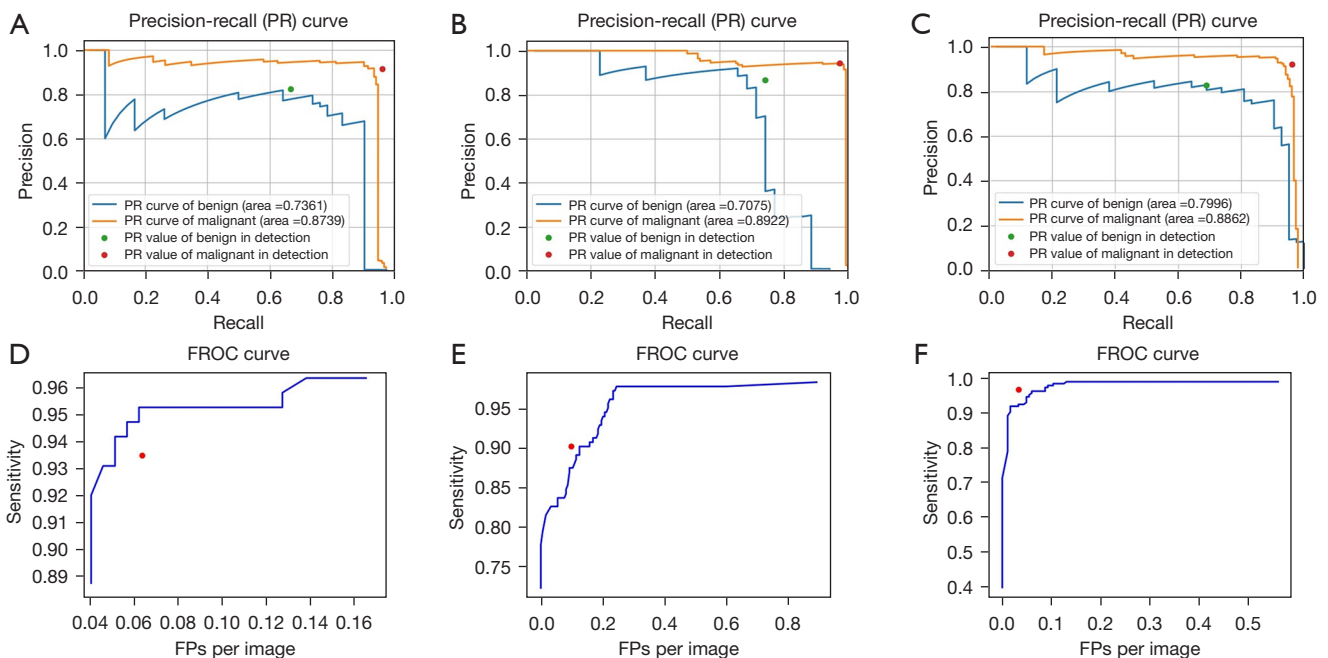 A
Precision-recall (PR) curve
1.0
0.8
0.6
0.4
0.2
0.0
Precision
PR curve of benign (area =0.7361)
PR curve of malignant (area =0.8739)
PR value of benign in detection
PR value of malignant in detection
0.0 0.2 0.4 0.6 0.8 1.0
Recall
B
Precision-recall (PR) curve
1.0
0.8
0.6
0.4
0.2
0.0
Precision
PR curve of benign (area =0.7075)
PR curve of malignant (area =0.8922)
PR value of benign in detection
PR value of malignant in detection
0.0 0.2 0.4 0.6 0.8 1.0
Recall
C
Precision-recall (PR) curve
1.0
0.8
0.6
0.4
0.2
0.0
Precision
PR curve of benign (area =0.7996)
PR curve of malignant (area =0.8862)
PR value of benign in detection
PR value of malignant in detection
0.0 0.2 0.4 0.6 0.8 1.0
Recall
D
FROC curve
0.96
0.95
0.94
0.93
0.92
0.90
0.90
0.89
Sensitivity
0.04 0.06 0.08 0.10 0.12 0.14 0.16
FPs per image
E
FROC curve
0.95
0.90
0.85
0.80
0.75
Sensitivity
0.0 0.2 0.4 0.6 0.8
FPs per image
F
FROC curve
1.0
0.9
0.8
0.7
0.6
0.5
0.4
Sensitivity
0.0 0.1 0.2 0.3 0.4 0.5
FPs per image